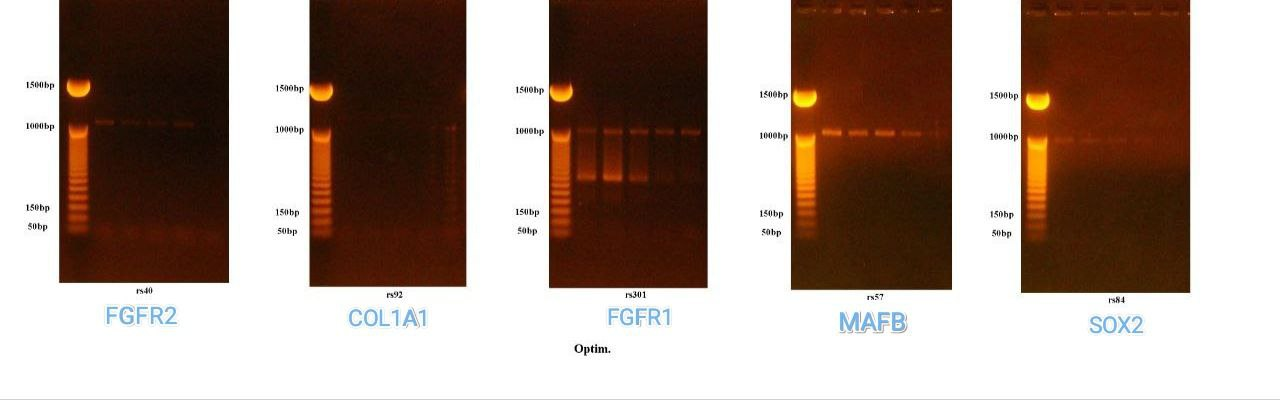 1500bp
1000bp
150bp
50bp
rs40
FGFR2
1500bp
1000bp
150bp
50bp
rs92
COL1A1
1500bp
1000bp
150bp
50bp
rs301
FGFR1
1500bp
1000bp
150bp
50bp
rs57
MAFB
1500bp
1000bp
150bp
50bp
rs84
SOX2
Optim.